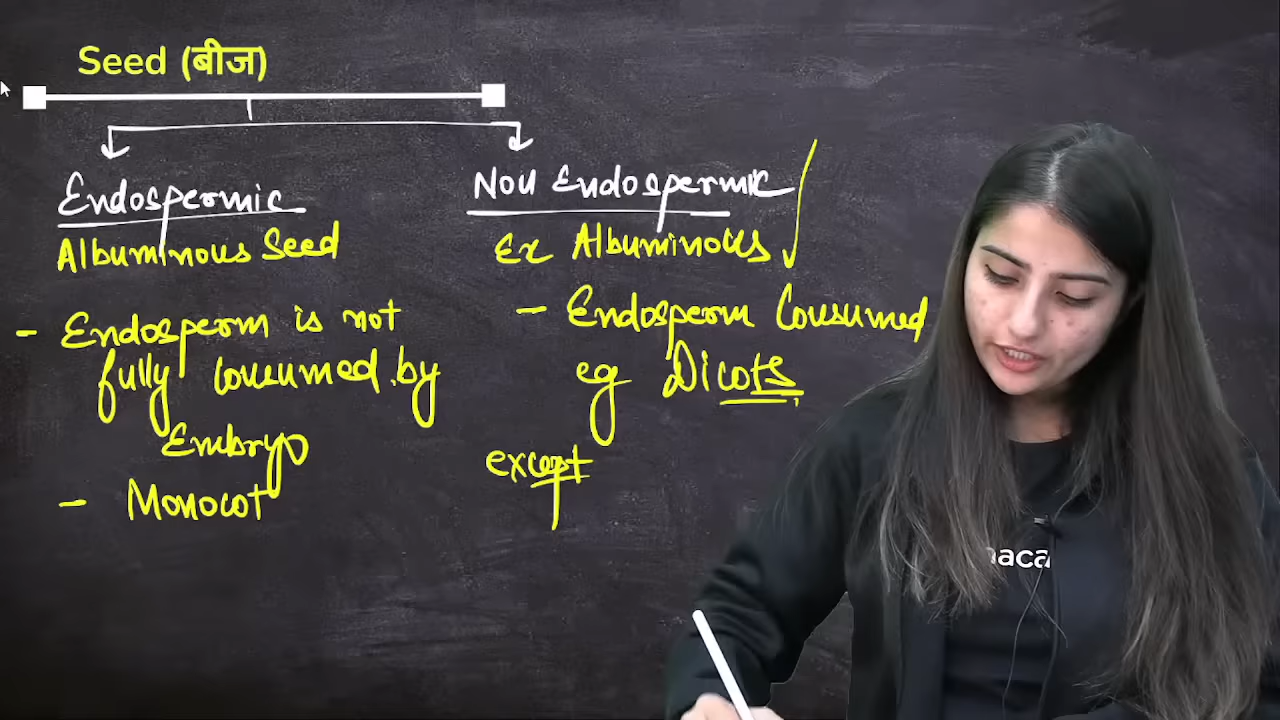 Seed (बीज)
Endospermic
Albuminous Seed
- Endosperm is not
fully consumed by
Embryo
- Monocot
Non Endospermic
Ex Albuminous
- Endosperm Consumed
eg Dicots
except
naca